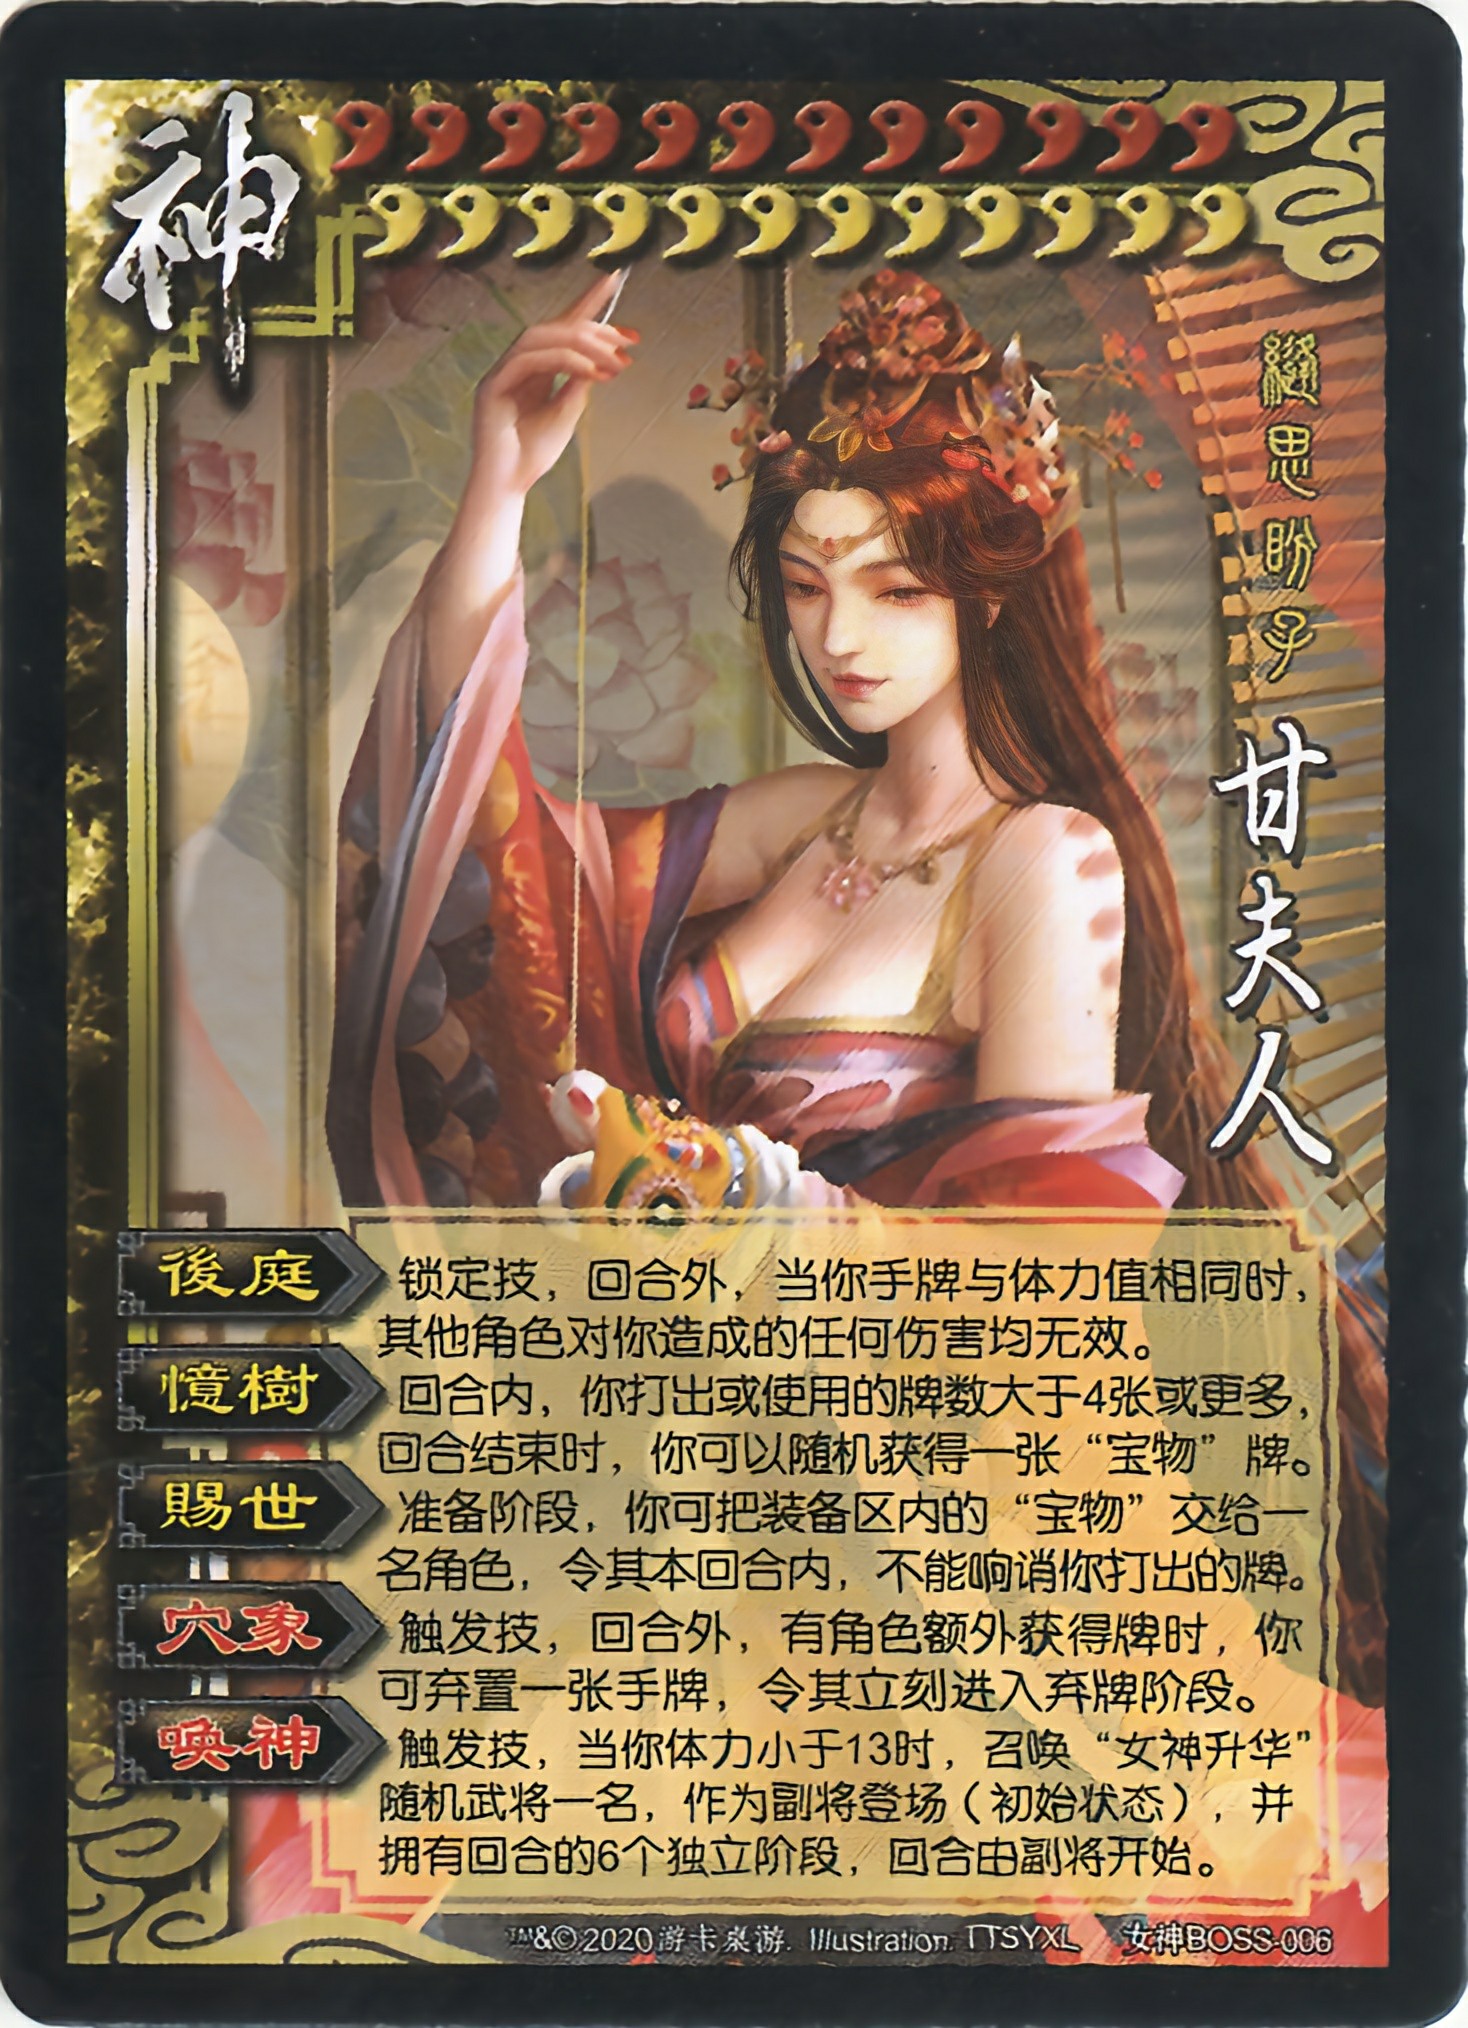 神
縫思盼子
甘夫人
後庭
锁定技，回合外，当你手牌与体力值相同时，
其他角色对你造成的任何伤害均无效。
憶樹
回合内，你打出或使用的牌数大于4张或更多，
回合结束时，你可以随机获得一张“宝物”牌。
賜世
准备阶段，你可把装备区内的“宝物”交给一
名角色，令其本回合内，不能响诮你打出的牌。
穴象
触发技，回合外，有角色额外获得牌时，你
可弃置一张手牌，令其立刻进入弃牌阶段。
唤神
触发技，当你体力小于13时，召唤“女神升华”
随机武将一名，作为副将登场（初始状态），并
拥有回合的6个独立阶段，回合由副将开始。
™&©2020游卡桌游. Illustration. TTSYXL 女神BOSS-006